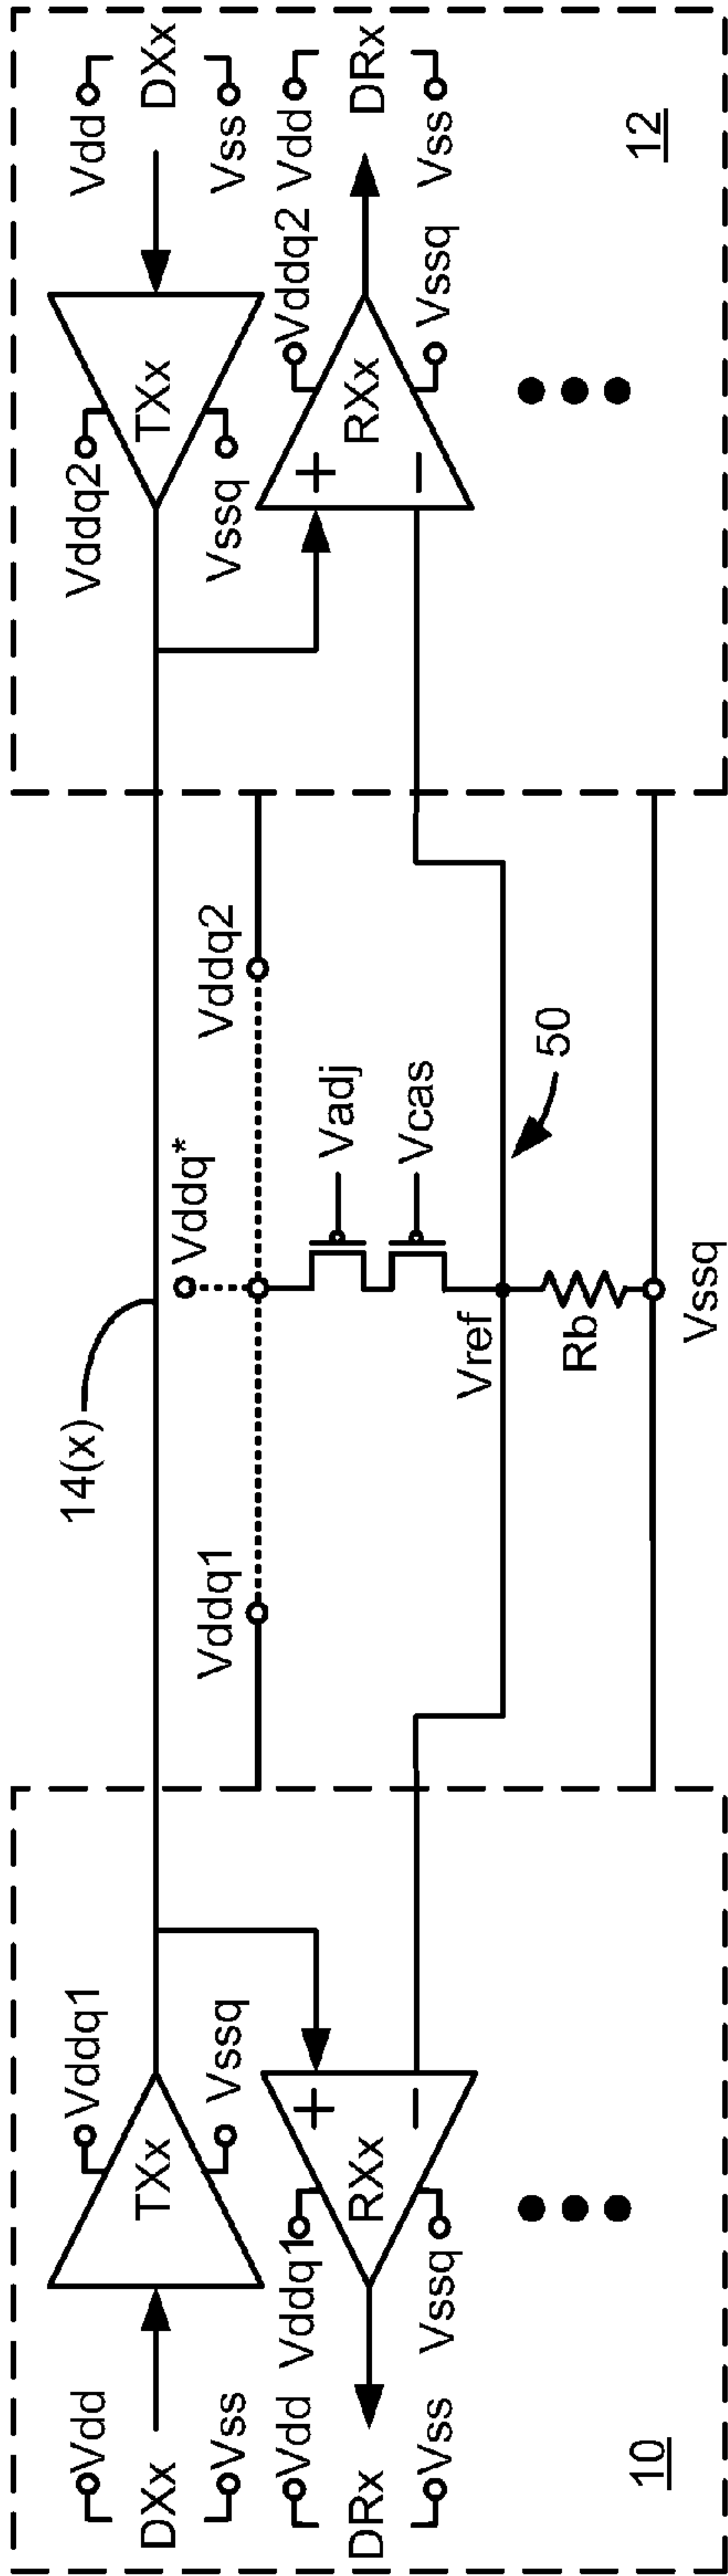 Vdd
DXx
Vss
Vddq1
TXx
Vssq
Vdd
DRx
Vss
Vddq1
RXx
+
−
Vssq
10
14(x)
Vddq1
Vddq*
Vddq2
Vadj
Vcas
Vref
50
Rb
Vssq
Vddq2
TXx
Vssq
Vdd
DXx
Vss
+
−
RXx
Vddq2
Vssq
Vdd
DRx
Vss
12